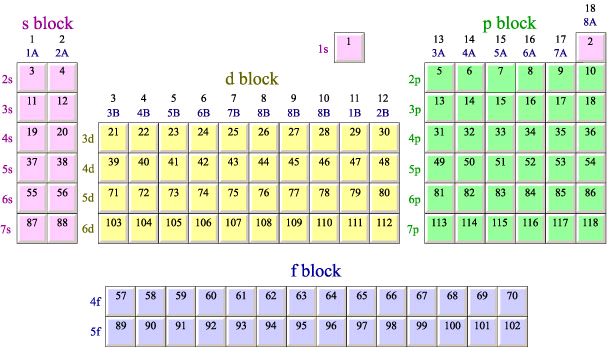 s block
p block
18
8A
1 2
1A 2A
13 14 15 16 17
3A 4A 5A 6A 7A
1s 1 2
2s 3 4
2p 5 6 7 8 9 10
d block
3s 11 12
3 4 5 6 7 8 8 10 11 12
3B 4B 5B 6B 7B 8B 8B 8B 1B 2B
3p 13 14 15 16 17 18
4s 19 20
3d 21 22 23 24 25 26 27 28 29 30
4p 31 32 33 34 35 36
5s 37 38
4d 39 40 41 42 43 44 45 46 47 48
5p 49 50 51 52 53 54
6s 55 56
5d 71 72 73 74 75 76 77 78 79 80
6p 81 82 83 84 85 86
7s 87 88
6d 103 104 105 106 107 108 109 110 111 112
7p 113 114 115 116 117 118
f block
4f 57 58 59 60 61 62 63 64 65 66 67 68 69 70
5f 89 90 91 92 93 94 95 96 97 98 99 100 101 102